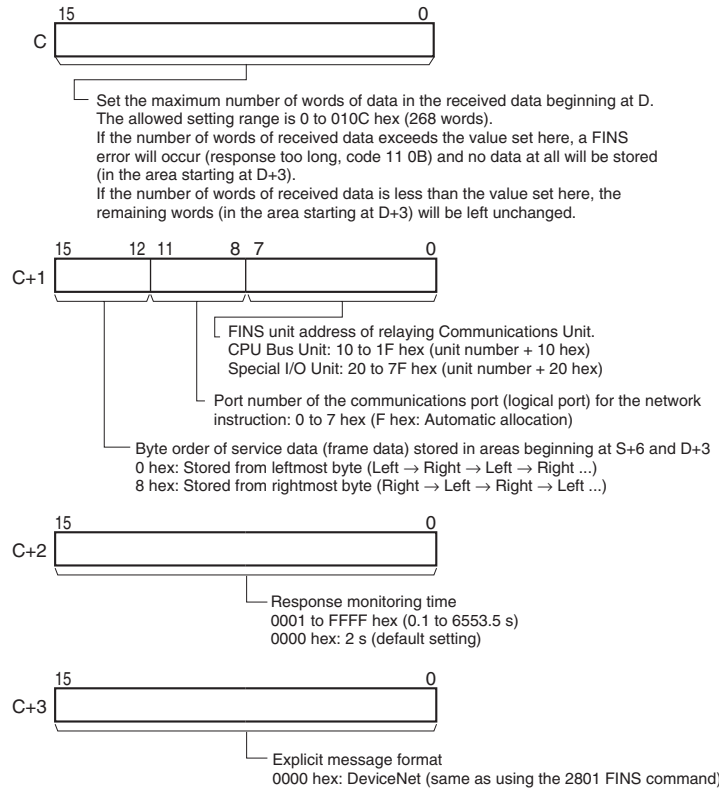 15 0
C
Set the maximum number of words of data in the received data beginning at D.
The allowed setting range is 0 to 010C hex (268 words).
If the number of words of received data exceeds the value set here, a FINS
error will occur (response too long, code 11 0B) and no data at all will be stored
(in the area starting at D+3).
If the number of words of received data is less than the value set here, the
remaining words (in the area starting at D+3) will be left unchanged.
15 12 11 8 7 0
C+1
FINS unit address of relaying Communications Unit.
CPU Bus Unit: 10 to 1F hex (unit number + 10 hex)
Special I/O Unit: 20 to 7F hex (unit number + 20 hex)
Port number of the communications port (logical port) for the network
instruction: 0 to 7 hex (F hex: Automatic allocation)
Byte order of service data (frame data) stored in areas beginning at S+6 and D+3
0 hex: Stored from leftmost byte (Left → Right → Left → Right ...)
8 hex: Stored from rightmost byte (Right → Left → Right → Left ...)
15 0
C+2
Response monitoring time
0001 to FFFF hex (0.1 to 6553.5 s)
0000 hex: 2 s (default setting)
15 0
C+3
Explicit message format
0000 hex: DeviceNet (same as using the 2801 FINS command)